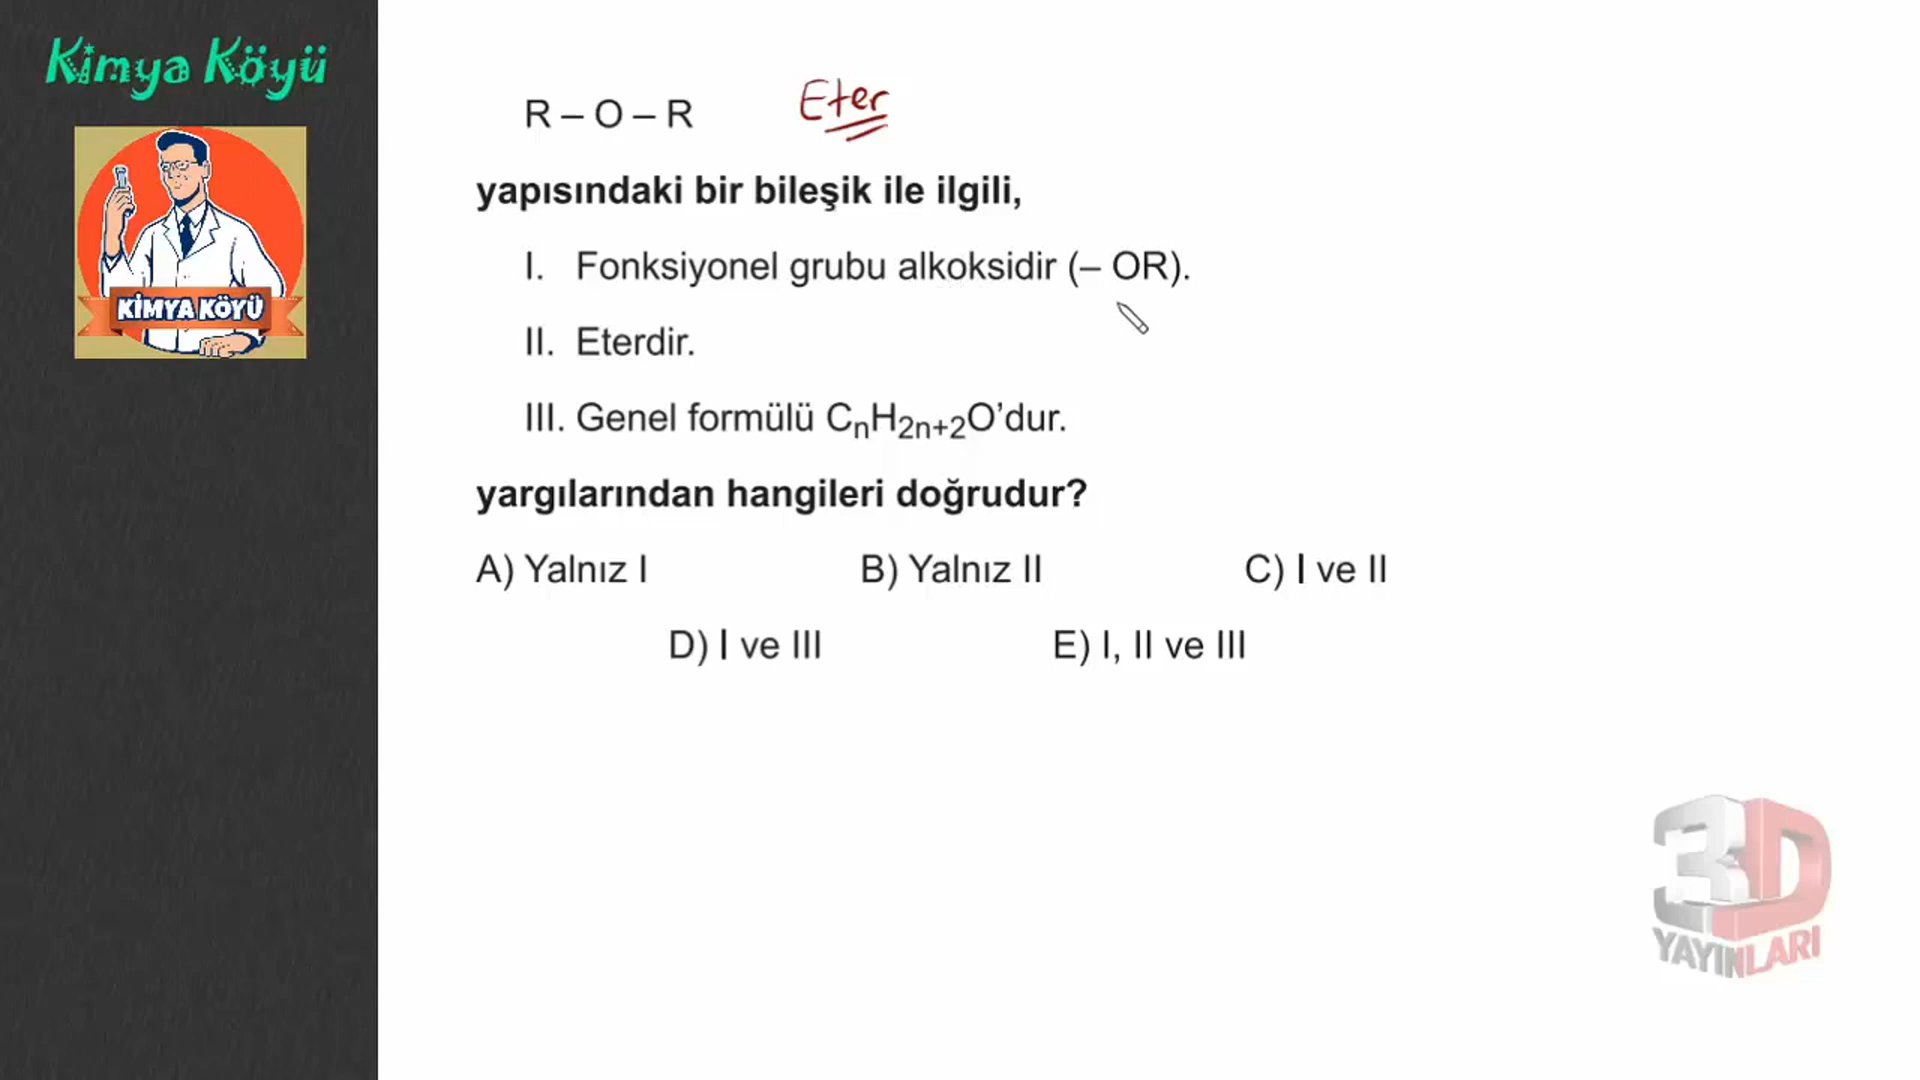 Kimya Köyü
KİMYA KÖYÜ
R – O – R
Eter
yapısındaki bir bileşik ile ilgili,
I. Fonksiyonel grubu alkoksidir (– OR).
II. Eterdir.
III. Genel formülü CnH2n+2O’dur.
yargılarından hangileri doğrudur?
A) Yalnız I B) Yalnız II C) I ve II
D) I ve III E) I, II ve III
3D
YAYINLARI